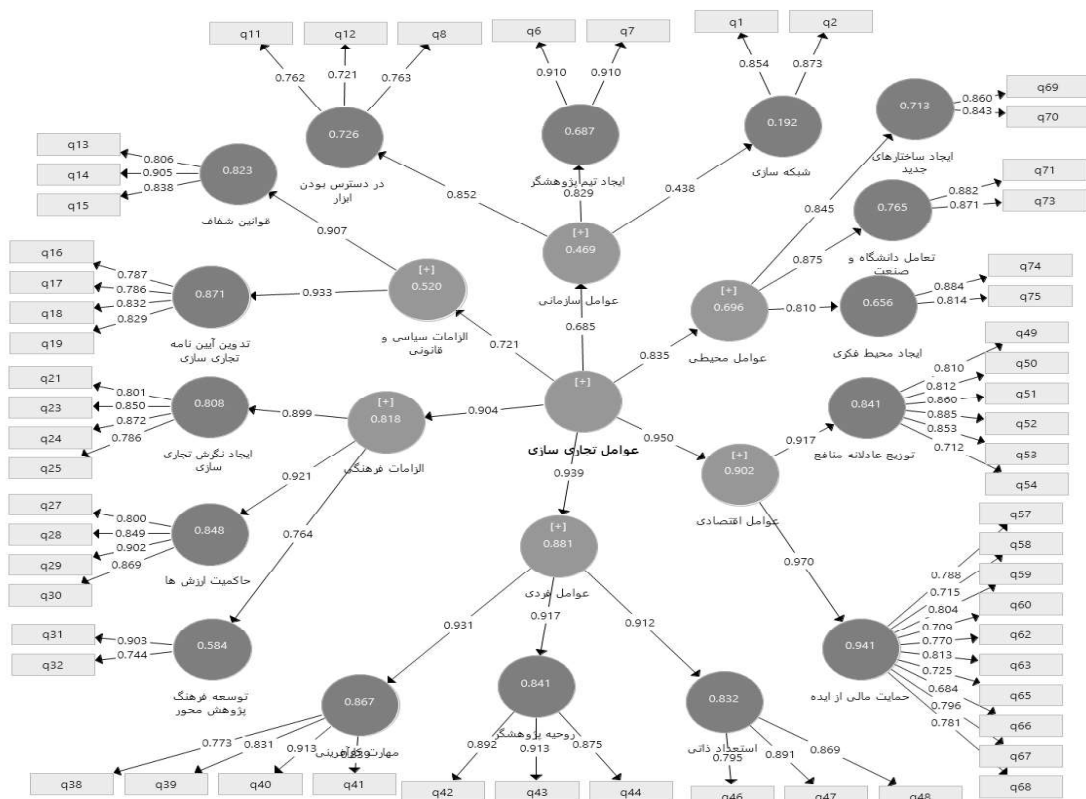 q11
q12
q8
q6
q7
q1
q2
0.762
0.721
0.763
0.910
0.910
0.854
0.873
q69
q70
0.860
0.843
0.713
ایجاد ساختارهای
جدید
0.726
در دسترس بودن
ابزار
0.687
ایجاد تیم پژوهشگر
0.192
شبکه سازی
q13
q14
q15
0.806
0.905
0.838
0.823
قوانین شفاف
0.852
0.829
0.438
0.845
q71
q73
0.882
0.871
0.765
تعامل دانشگاه و
صنعت
0.907
0.875
[+]
0.469
عوامل سازمانی
q16
q17
q18
q19
0.787
0.786
0.832
0.829
0.871
تدوین آیین نامه
تجاری سازی
0.933
[+]
0.520
الزامات سیاسی و
قانونی
[+]
0.696
عوامل محیطی
0.810
0.656
ایجاد محیط فکری
0.884
0.814
q74
q75
0.721
0.685
0.835
q21
q23
q24
q25
0.801
0.850
0.872
0.786
0.808
ایجاد نگرش تجاری
سازی
0.899
[+]
0.818
الزامات فرهنگی
0.904
[+]
عوامل تجاری سازی
0.950
0.939
0.917
0.841
توزیع عادلانه منافع
0.810
0.812
0.860
0.885
0.853
0.712
q49
q50
q51
q52
q53
q54
[+]
0.902
عوامل اقتصادی
0.921
0.764
q27
q28
q29
q30
0.800
0.849
0.902
0.869
0.848
حاکمیت ارزش ها
[+]
0.881
عوامل فردی
0.970
q31
q32
0.903
0.744
0.584
توسعه فرهنگ
پژوهش محور
0.931
0.917
0.912
0.941
حمایت مالی از ایده
0.788
0.715
0.804
0.709
0.770
0.813
0.725
0.684
0.796
0.781
q57
q58
q59
q60
q62
q63
q65
q66
q67
q68
0.867
مهارت کارآفرینی
0.841
روحیه پژوهشگر
0.832
استعداد ذاتی
0.773
0.831
0.913
0.892
0.913
0.875
0.795
0.891
0.869
q38
q39
q40
q41
q42
q43
q44
q46
q47
q48